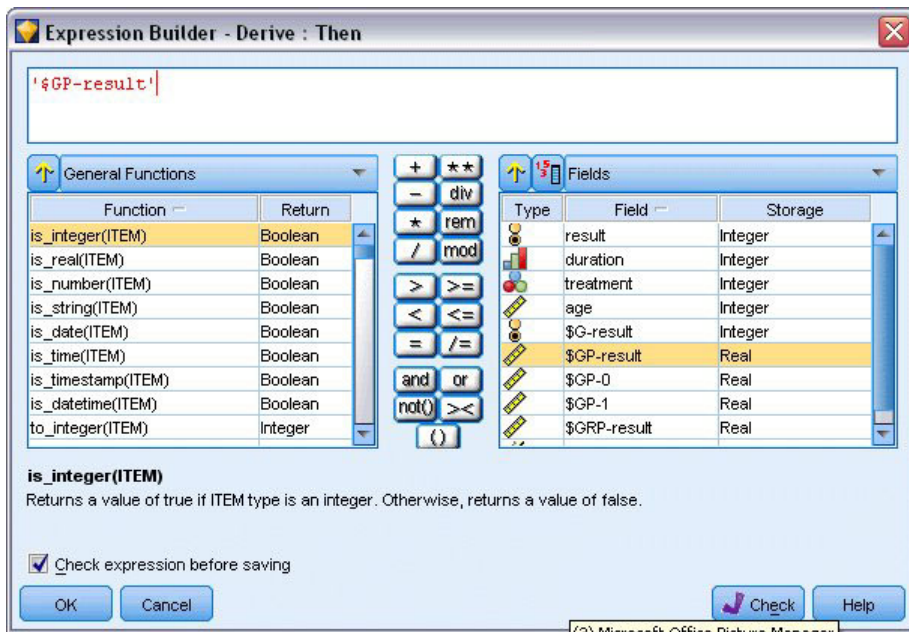 Expression Builder - Derive : Then
'$GP-result'
General Functions
Function Return
is_integer(ITEM) Boolean
is_real(ITEM) Boolean
is_number(ITEM) Boolean
is_string(ITEM) Boolean
is_date(ITEM) Boolean
is_time(ITEM) Boolean
is_timestamp(ITEM) Boolean
is_datetime(ITEM) Boolean
to_integer(ITEM) Integer
+ **
- div
* rem
/ mod
> >=
< <=
= /=
and or
not() ><
()
Fields
Type Field Storage
result Integer
duration Integer
treatment Integer
age Integer
$G-result Integer
$GP-result Real
$GP-0 Real
$GP-1 Real
$GRP-result Real
is_integer(ITEM)
Returns a value of true if ITEM type is an integer. Otherwise, returns a value of false.
Check expression before saving
OK Cancel Check Help
(2) Microsoft Office Picture Manager